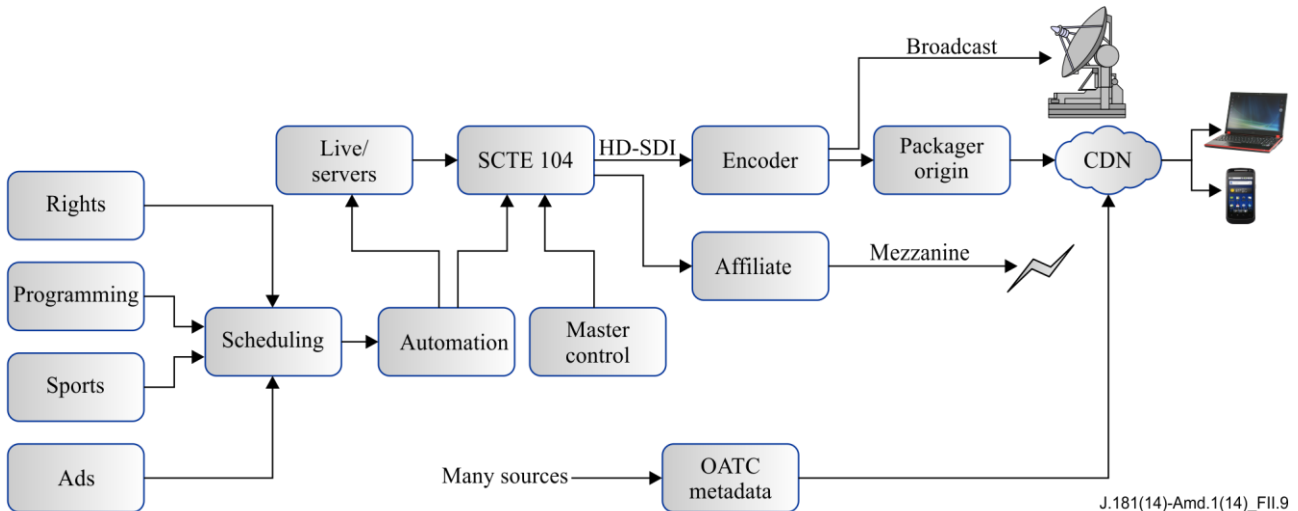 Broadcast
Live/
servers
SCTE 104
HD-SDI
Encoder
Packager
origin
CDN
Rights
Programming
Affiliate
Mezzanine
Scheduling
Automation
Master
control
Sports
Ads
Many sources
OATC
metadata
J.181(14)-Amd.1(14)_FII.9